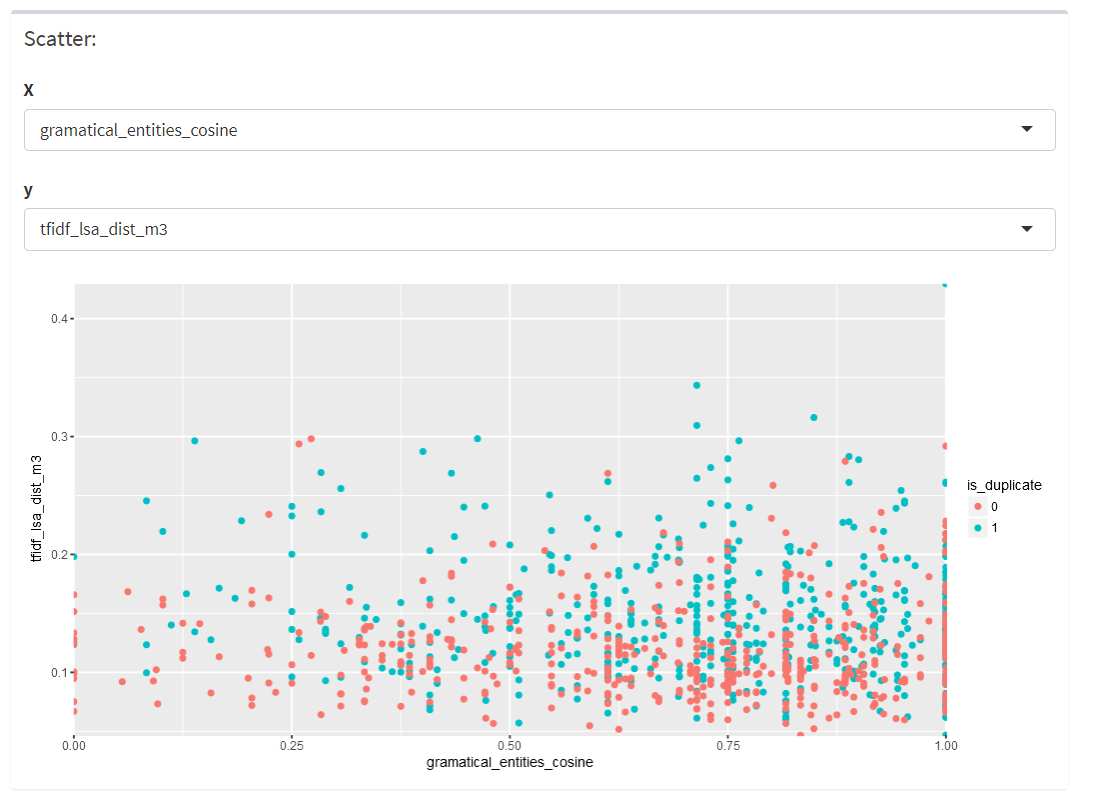 Scatter:
X
gramatical_entities_cosine
y
tfidf_lsa_dist_m3
0.4
0.3
0.2
0.1
tfidf_lsa_dist_m3
0.00 0.25 0.50 0.75 1.00
gramatical_entities_cosine
is_duplicate
0
1